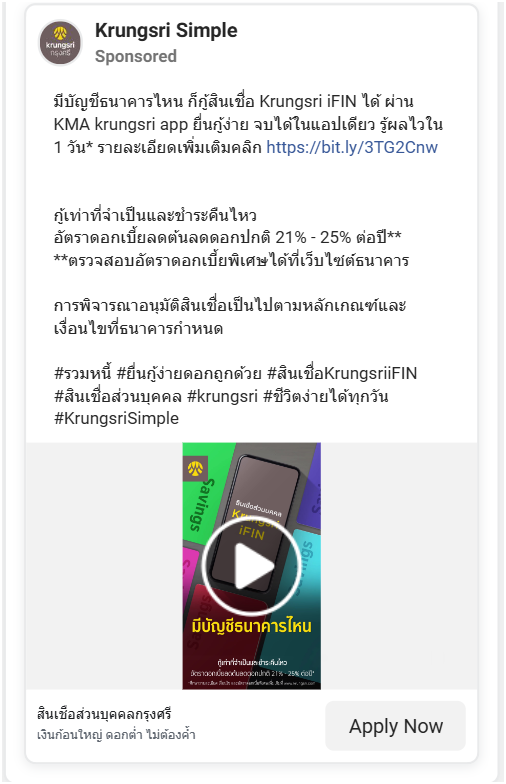 krungsri
กรุงศรี
Krungsri Simple
Sponsored
มีบัญชีธนาคารไหน ก็กู้สินเชื่อ Krungsri iFIN ได้ ผ่าน
KMA krungsri app ยื่นกู้ง่าย จบได้ในแอปเดียว รู้ผลไวใน
1 วัน* รายละเอียดเพิ่มเติมคลิก https://bit.ly/3TG2Cnw
กู้เท่าที่จำเป็นและชำระคืนไหว
อัตราดอกเบี้ยลดต้นลดดอกปกติ 21% - 25% ต่อปี**
**ตรวจสอบอัตราดอกเบี้ยพิเศษได้ที่เว็บไซต์ธนาคาร
การพิจารณาอนุมัติสินเชื่อเป็นไปตามหลักเกณฑ์และ
เงื่อนไขที่ธนาคารกำหนด
#รวมหนี้ #ยื่นกู้ง่ายดอกถูกด้วย #สินเชื่อKrungsriiFIN
#สินเชื่อส่วนบุคคล #krungsri #ชีวิตง่ายได้ทุกวัน
#KrungsriSimple
Savings
สินเชื่อส่วนบุคคล
Krungsri
iFIN
มีบัญชีธนาคารไหน
กู้เท่าที่จำเป็นและชำระคืนไหว
อัตราดอกเบี้ยลดต้นลดดอกปกติ 21% - 25% ต่อปี*
สินเชื่อส่วนบุคคลกรุงศรี
เงินก้อนใหญ่ ดอกต่ำ ไม่ต้องค้ำ
Apply Now